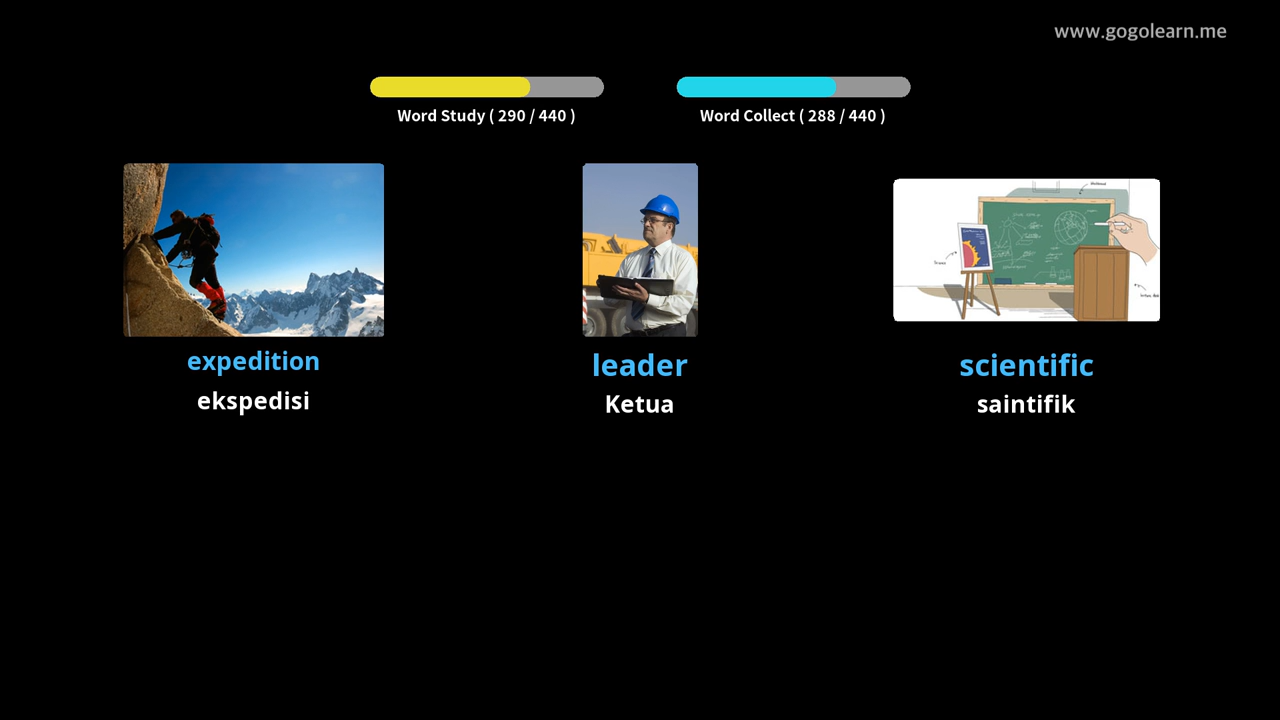 www.gogolearn.me
Word Study ( 290 / 440 )
Word Collect ( 288 / 440 )
expedition
ekspedisi
leader
Ketua
scientific
saintifik